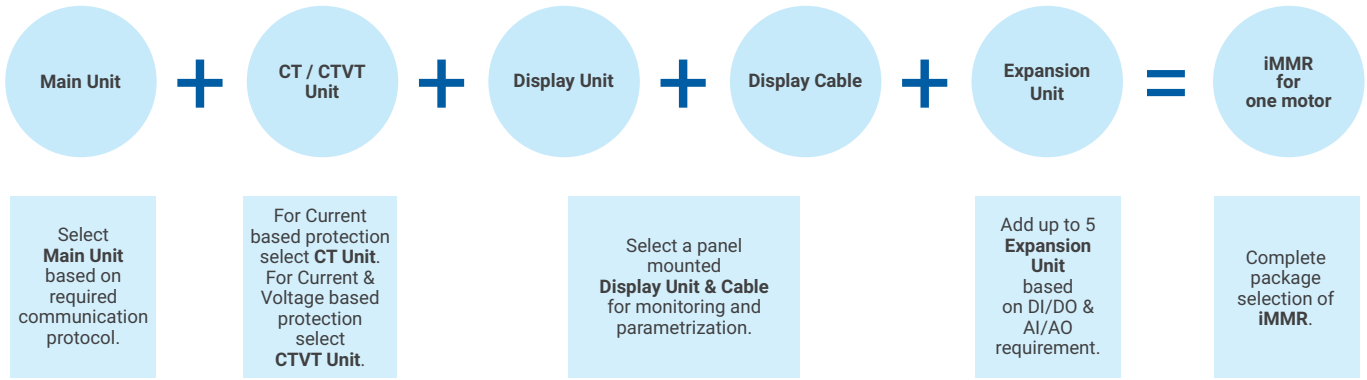 Main Unit
+
CT / CTVT
Unit
+
Display Unit
+
Display Cable
+
Expansion
Unit
=
iMMR
for
one motor
Select
Main Unit
based on
required
communication
protocol.
For Current
based protection
select CT Unit.
For Current &
Voltage based
protection
select
CTVT Unit.
Select a panel
mounted
Display Unit & Cable
for monitoring and
parametrization.
Add up to 5
Expansion
Unit
based
on DI/DO &
AI/AO
requirement.
Complete
package
selection of
iMMR.